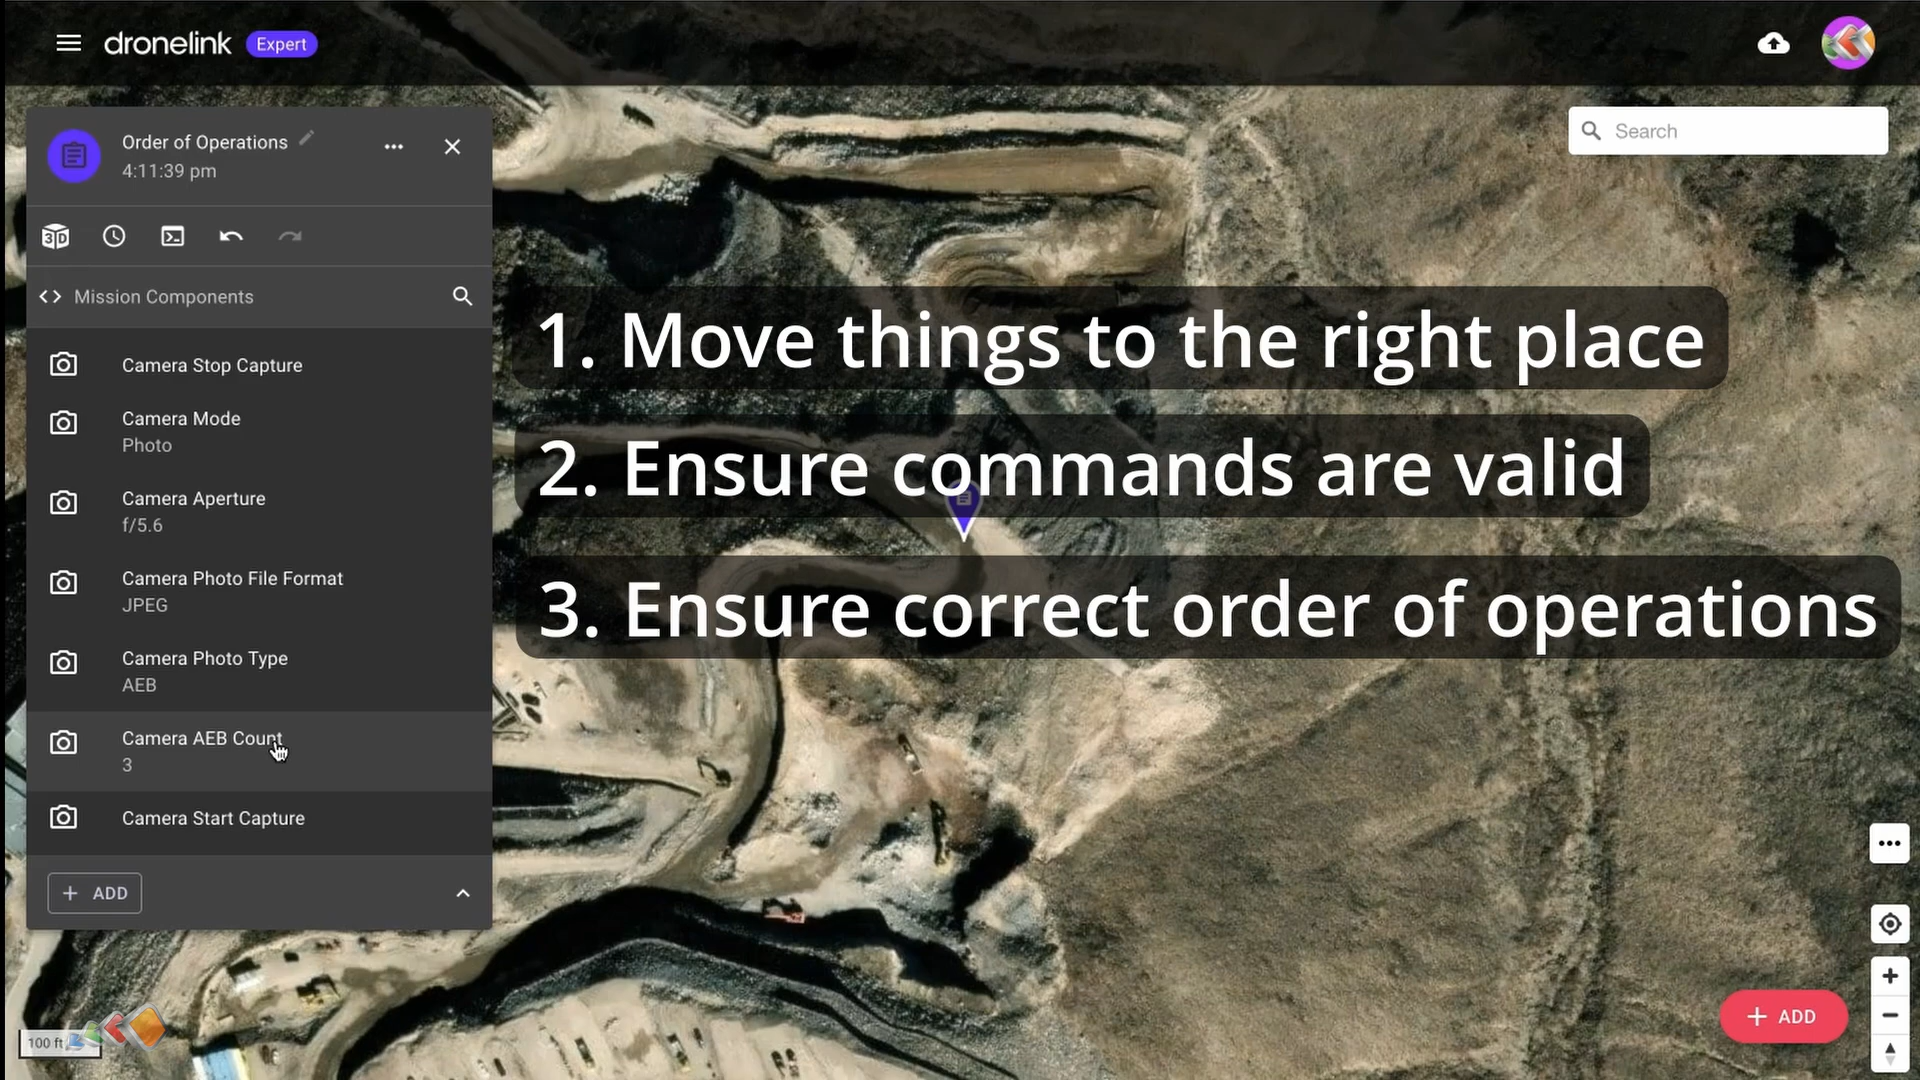 dronelink Expert
Search
Order of Operations
4:11:39 pm
3D
Mission Components
Camera Stop Capture
Camera Mode
Photo
Camera Aperture
f/5.6
Camera Photo File Format
JPEG
Camera Photo Type
AEB
Camera AEB Count
3
Camera Start Capture
+ ADD
1. Move things to the right place
2. Ensure commands are valid
3. Ensure correct order of operations
+ ADD
100 ft